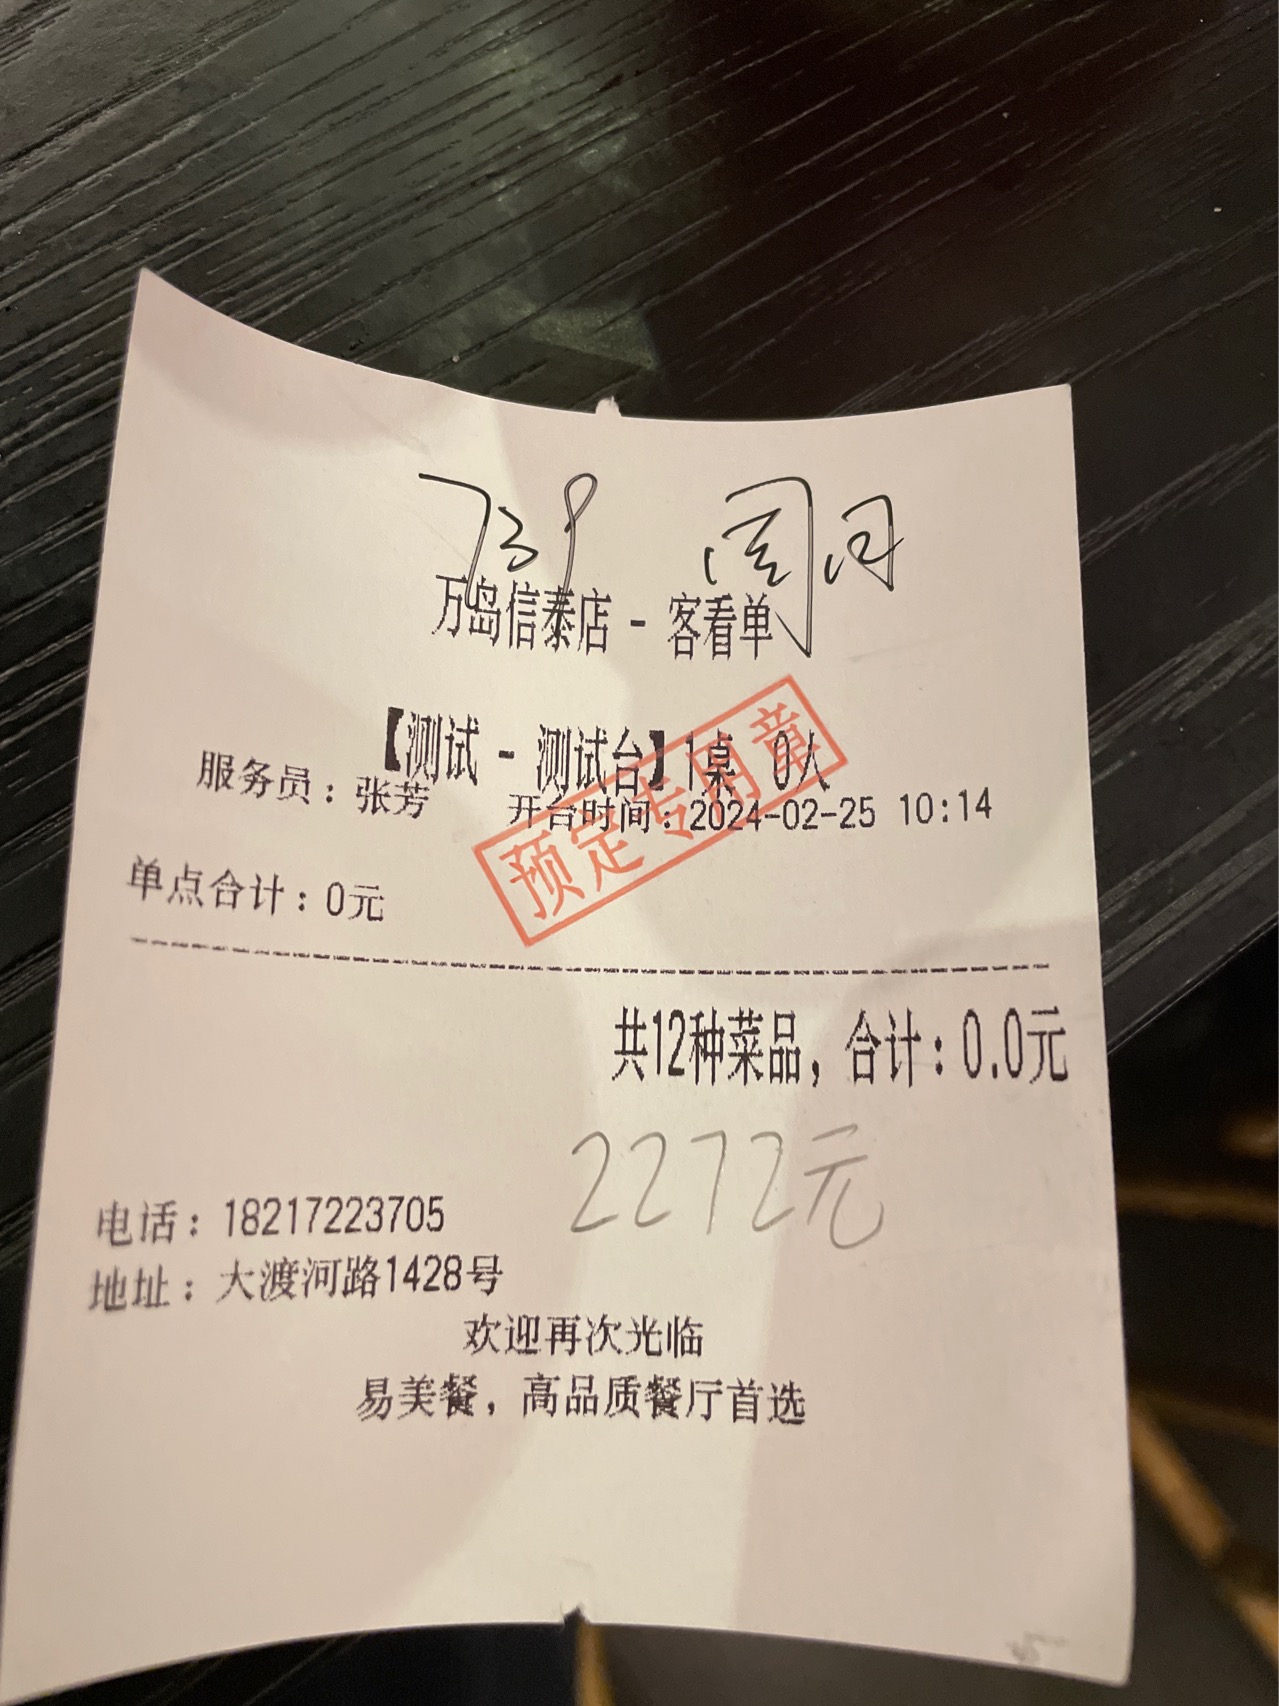 739 周月
万岛信泰店 - 客看单
【测试 - 测试台】1桌 0人
服务员：张芳 开台时间：2024-02-25 10:14
预定专用章
单点合计：0元
共12种菜品，合计：0.0元
2272元
电话：18217223705
地址：大渡河路1428号
欢迎再次光临
易美餐，高品质餐厅首选